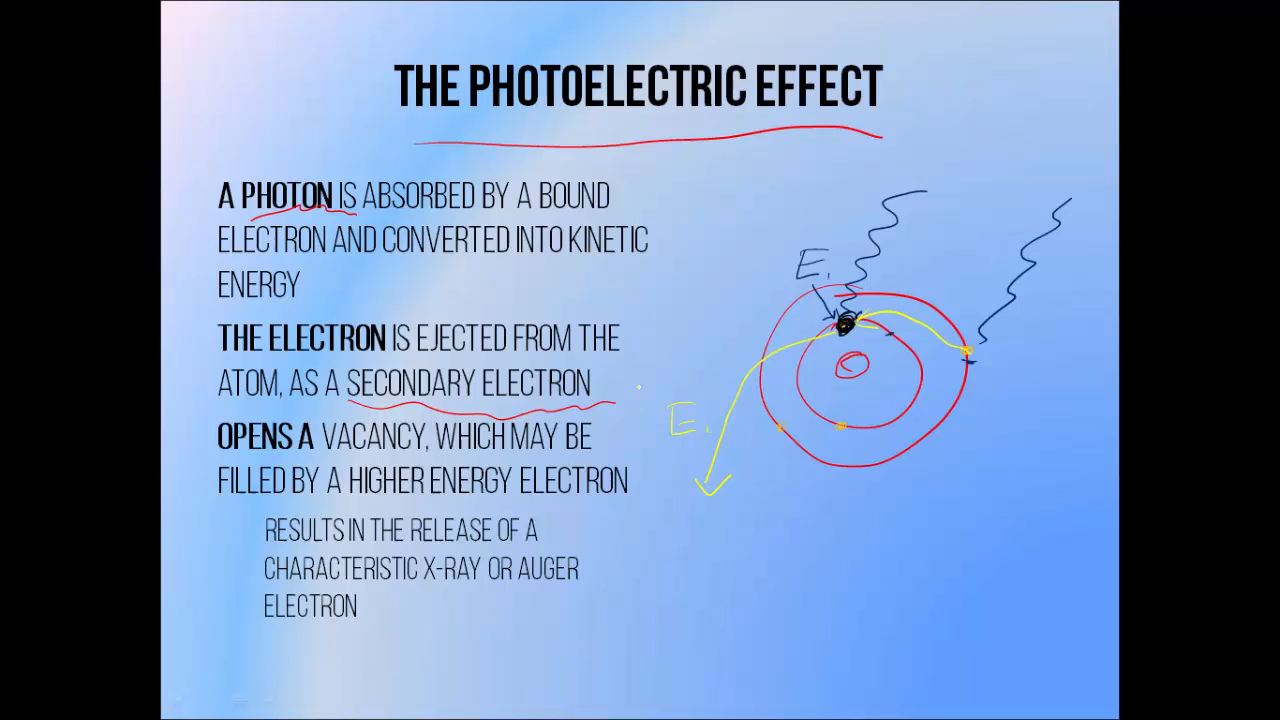 THE PHOTOELECTRIC EFFECT
A PHOTON IS ABSORBED BY A BOUND
ELECTRON AND CONVERTED INTO KINETIC
ENERGY
THE ELECTRON IS EJECTED FROM THE
ATOM, AS A SECONDARY ELECTRON
OPENS A VACANCY, WHICH MAY BE
FILLED BY A HIGHER ENERGY ELECTRON
RESULTS IN THE RELEASE OF A
CHARACTERISTIC X-RAY OR AUGER
ELECTRON
E.
E.